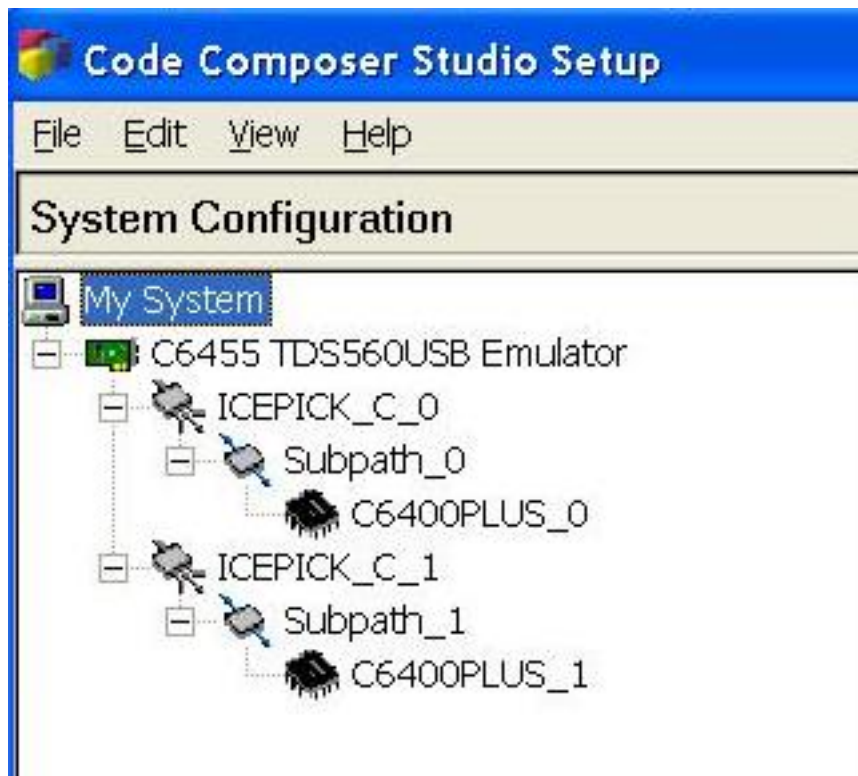 Code Composer Studio Setup
File Edit View Help
System Configuration
My System
C6455 TDS560USB Emulator
ICEPICK_C_0
Subpath_0
C6400PLUS_0
ICEPICK_C_1
Subpath_1
C6400PLUS_1